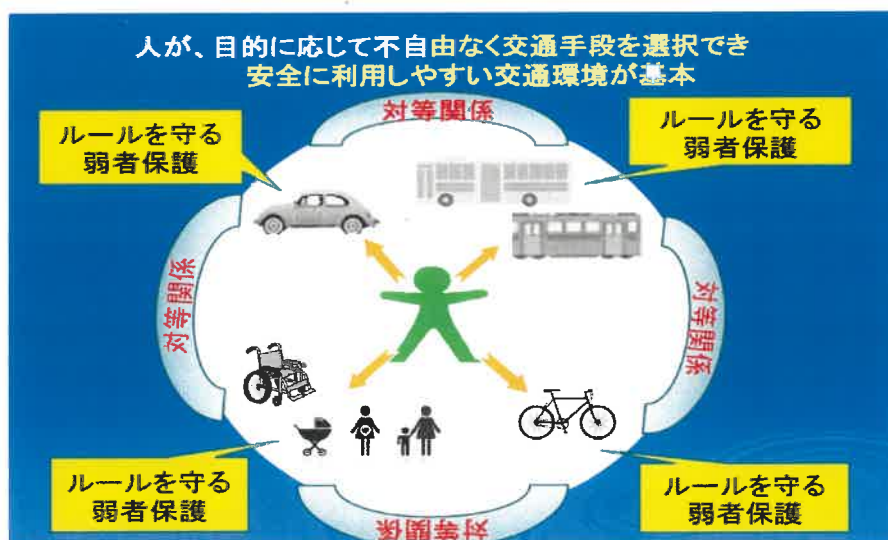 人が、目的に応じて不自由なく交通手段を選択でき
安全に利用しやすい交通環境が基本
対等関係
ルールを守る
弱者保護
ルールを守る
弱者保護
対等関係
対等関係
ルールを守る
弱者保護
ルールを守る
弱者保護
対等関係